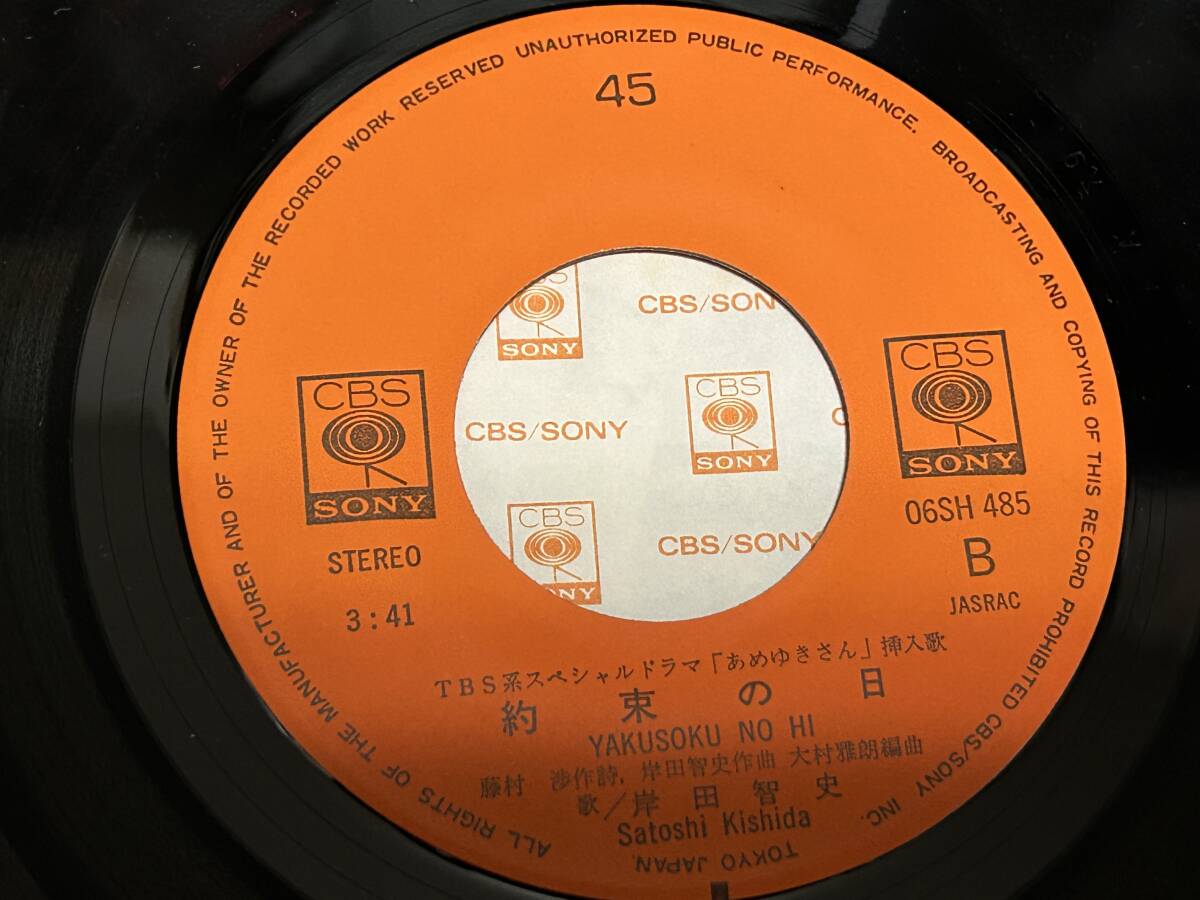 ALL RIGHTS OF THE MANUFACTURER AND OF THE OWNER OF THE RECORDED WORK RESERVED UNAUTHORIZED PUBLIC PERFORMANCE. BROADCASTING AND COPYING OF THIS RECORD PROHIBITED CBS/SONY INC.
TOKYO JAPAN.
45
CBS
SONY
CBS/SON
CBS
SONY
CBS/SONY
CBS
SONY
CBS
NY
CBS/SONY
CBS
SONY
STEREO
3:41
CBS
SONY
06SH 485
B
JASRAC
TBS系スペシャルドラマ「あめゆきさん」挿入歌
約束の日
YAKUSOKU NO HI
藤村 渉作詩, 岸田智史作曲 大村雅朗編曲
歌/岸田智史
Satoshi Kishida